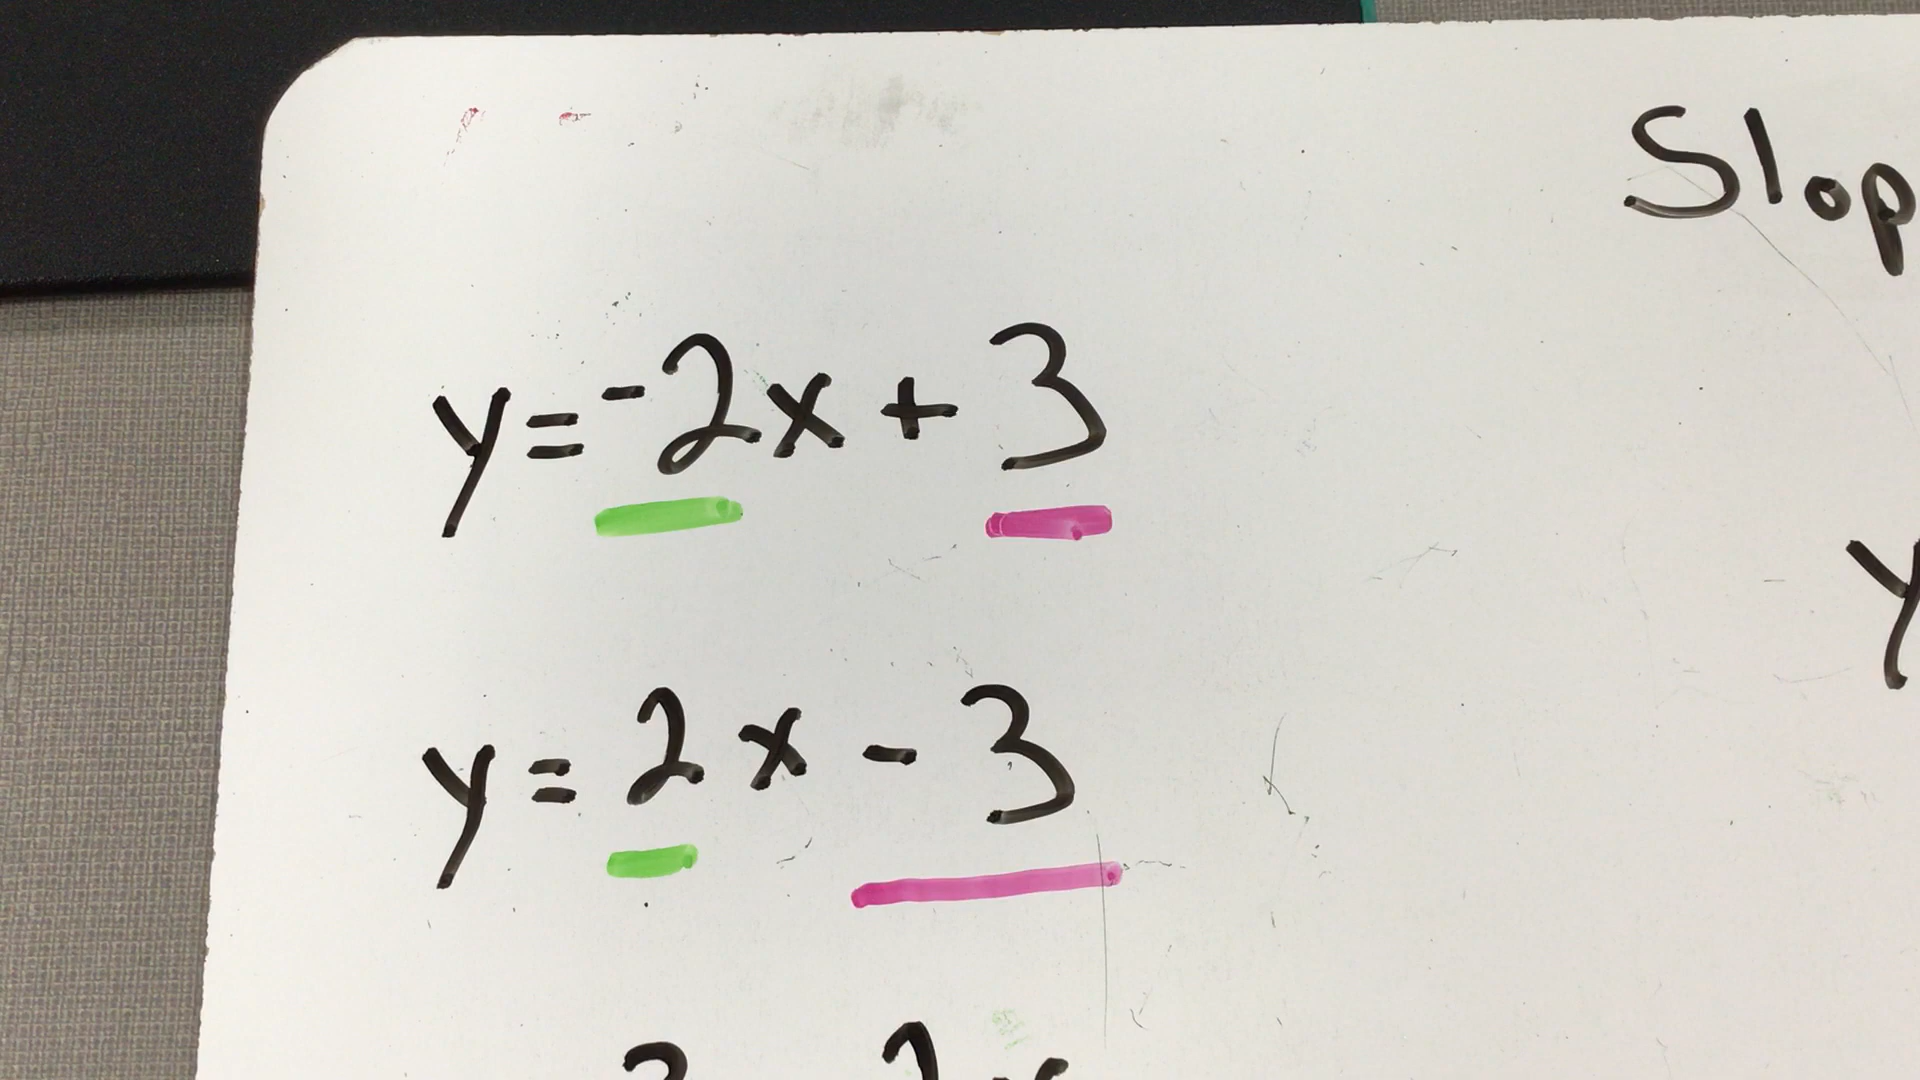 Slop
y = -2x + 3
y
y = 2x - 3